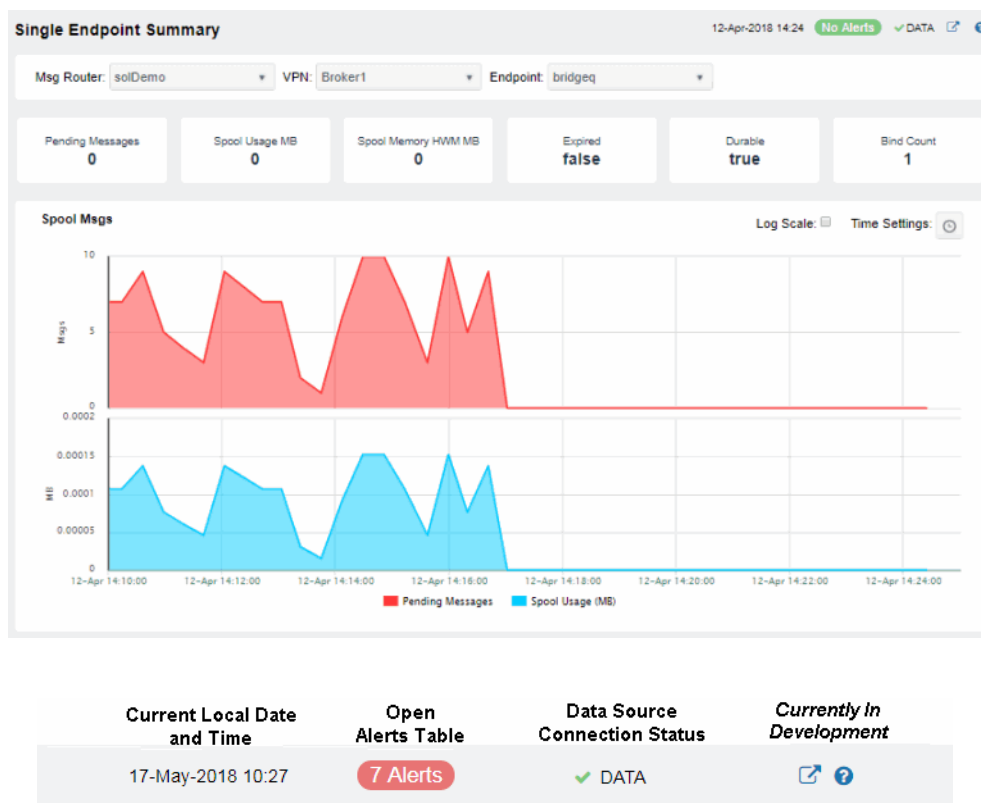 Single Endpoint Summary
12-Apr-2018 14:24 No Alerts DATA
Msg Router: solDemo VPN: Broker1 Endpoint: bridgeq
Pending Messages
0
Spool Usage MB
0
Spool Memory HWM MB
0
Expired
false
Durable
true
Bind Count
1
Spool Msgs
Log Scale: Time Settings:
10
5
0
Msgs
0.0002
0.00015
0.0001
0.00005
0
MB
12-Apr 14:10:00 12-Apr 14:12:00 12-Apr 14:14:00 12-Apr 14:16:00 12-Apr 14:18:00 12-Apr 14:20:00 12-Apr 14:22:00 12-Apr 14:24:00
Pending Messages Spool Usage (MB)
Current Local Date
and Time
Open
Alerts Table
Data Source
Connection Status
Currently in
Development
17-May-2018 10:27 7 Alerts DATA ?